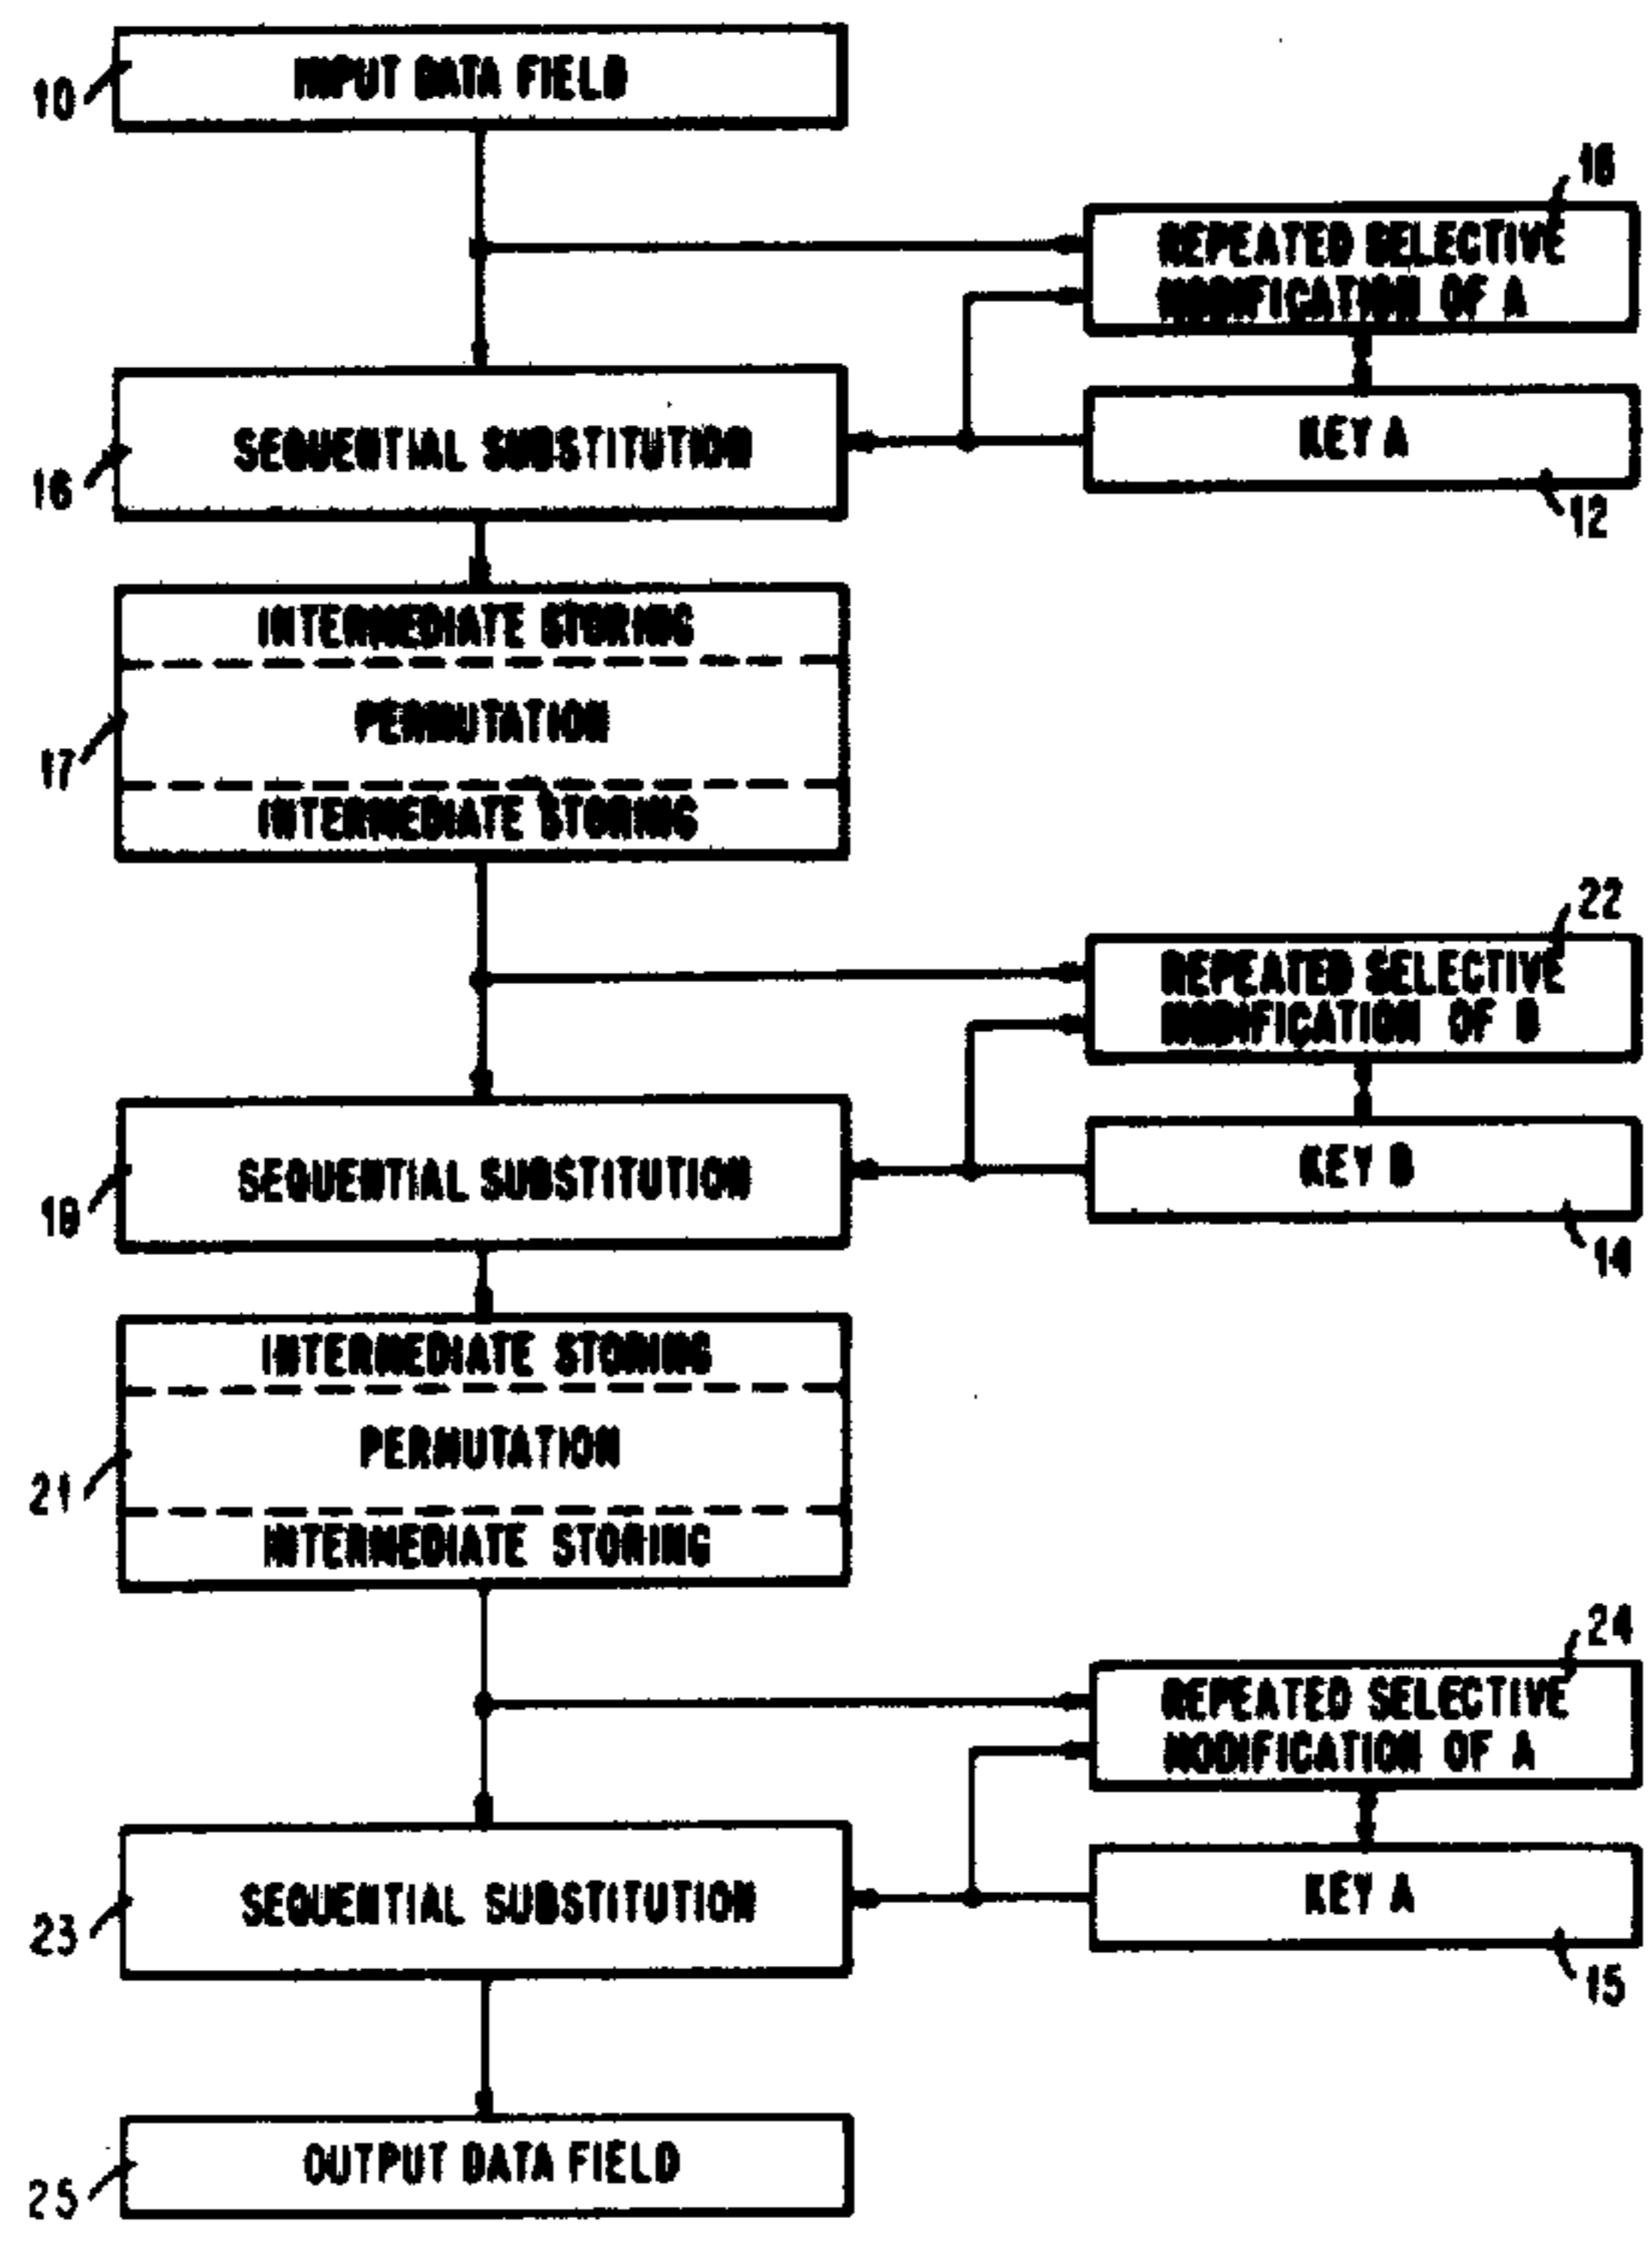 INPUT DATA FIELD
10
REPEATED SELECTIVE
MODIFICATION OF A
SEQUENTIAL SUBSTITUTION
16
KEY A
12
INTERMEDIATE STORING
PERMUTATION
17
INTERMEDIATE STORING
22
REPEATED SELECTIVE
MODIFICATION OF B
SEQUENTIAL SUBSTITUTION
KEY B
14
INTERMEDIATE STORING
PERMUTATION
21
INTERMEDIATE STORING
24
REPEATED SELECTIVE
MODIFICATION OF A
SEQUENTIAL SUBSTITUTION
23
KEY A
15
OUTPUT DATA FIELD
25